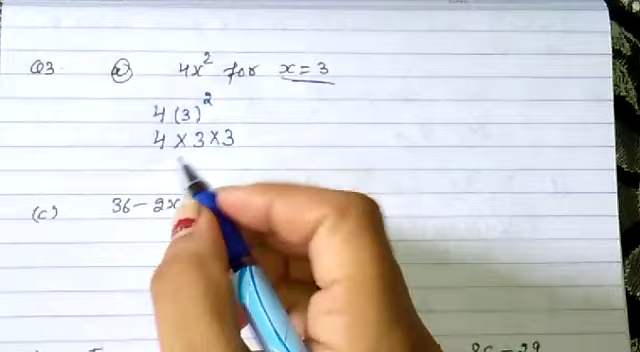 Q3. (a) 4x² for x = 3
4 (3)²
4 × 3 × 3
(c) 36 - 2x